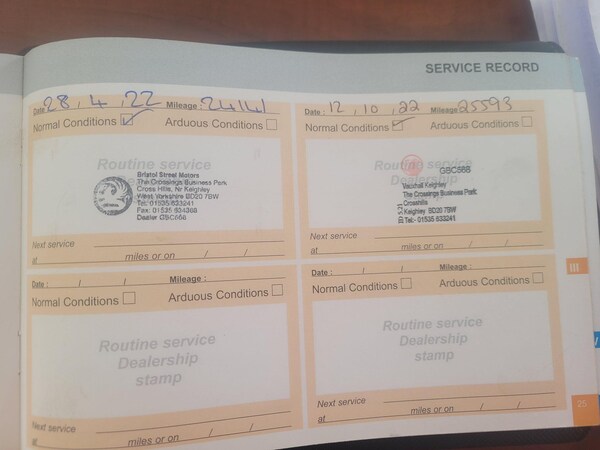 SERVICE RECORD
Date : 28 . 4 . 22 Mileage : 24141
Normal Conditions Arduous Conditions
Routine service
Bristol Street Motors
The Crossings Business Park
Cross Hills, Nr Keighley
West Yorkshire BD20 7BW
Tel: 01535 633241
Fax: 01535 634368
Dealer GBC568
Next service
at miles or on / /
Date : 12 . 10 . 22 Mileage 25593
Normal Conditions Arduous Conditions
Routine service
Dealership
GBC568
Vauxhall Keighley
The Crossings Business Park
Crosshills
Keighley BD20 7BW
Tel:- 01535 633241
Next service
at miles or on / /
Date : / / Mileage :
Normal Conditions Arduous Conditions
Routine service
Dealership
stamp
Next service
at miles or on / /
Date : / / Mileage :
Normal Conditions Arduous Conditions
Routine service
Dealership
stamp
Next service
at miles or on / /
III
25